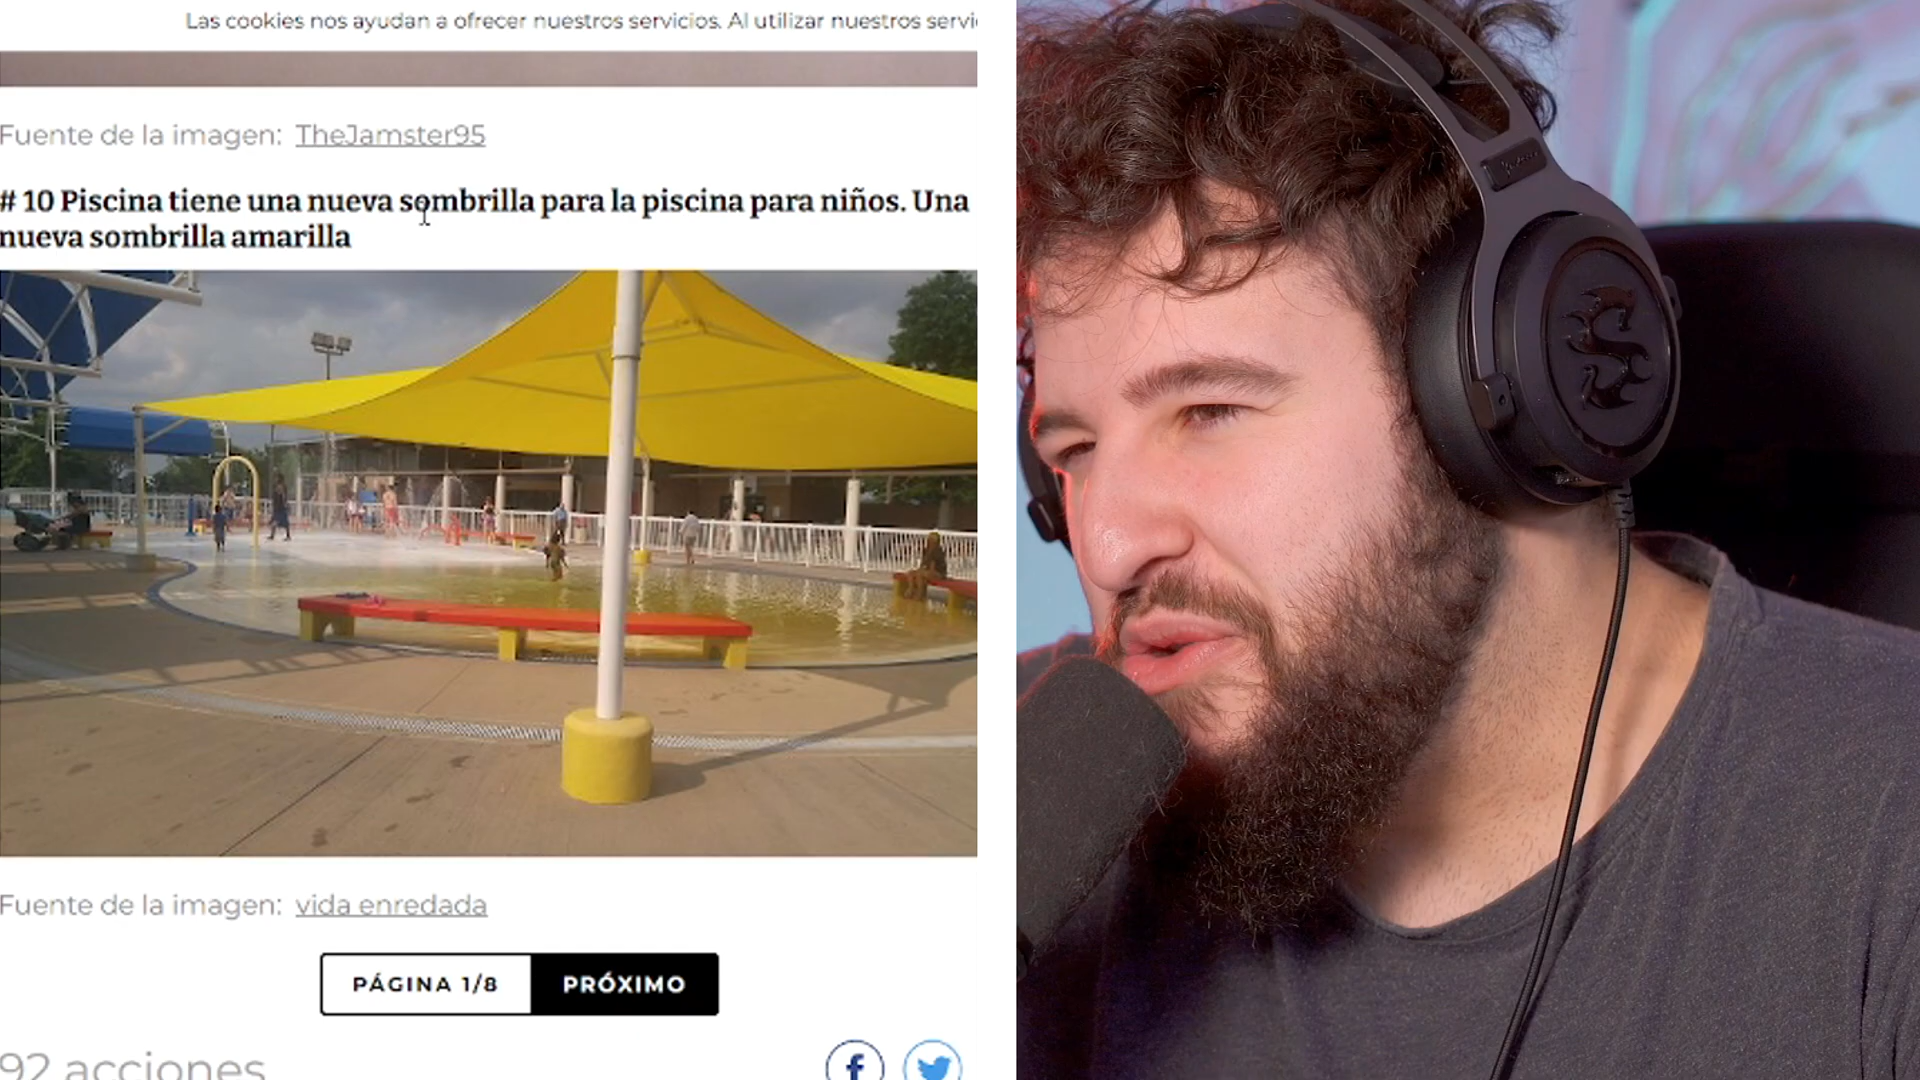 Las cookies nos ayudan a ofrecer nuestros servicios. Al utilizar nuestros servi
Fuente de la imagen: TheJamster95
# 10 Piscina tiene una nueva sombrilla para la piscina para niños. Una
nueva sombrilla amarilla
Fuente de la imagen: vida enredada
PÁGINA 1/8
PRÓXIMO
92 acciones